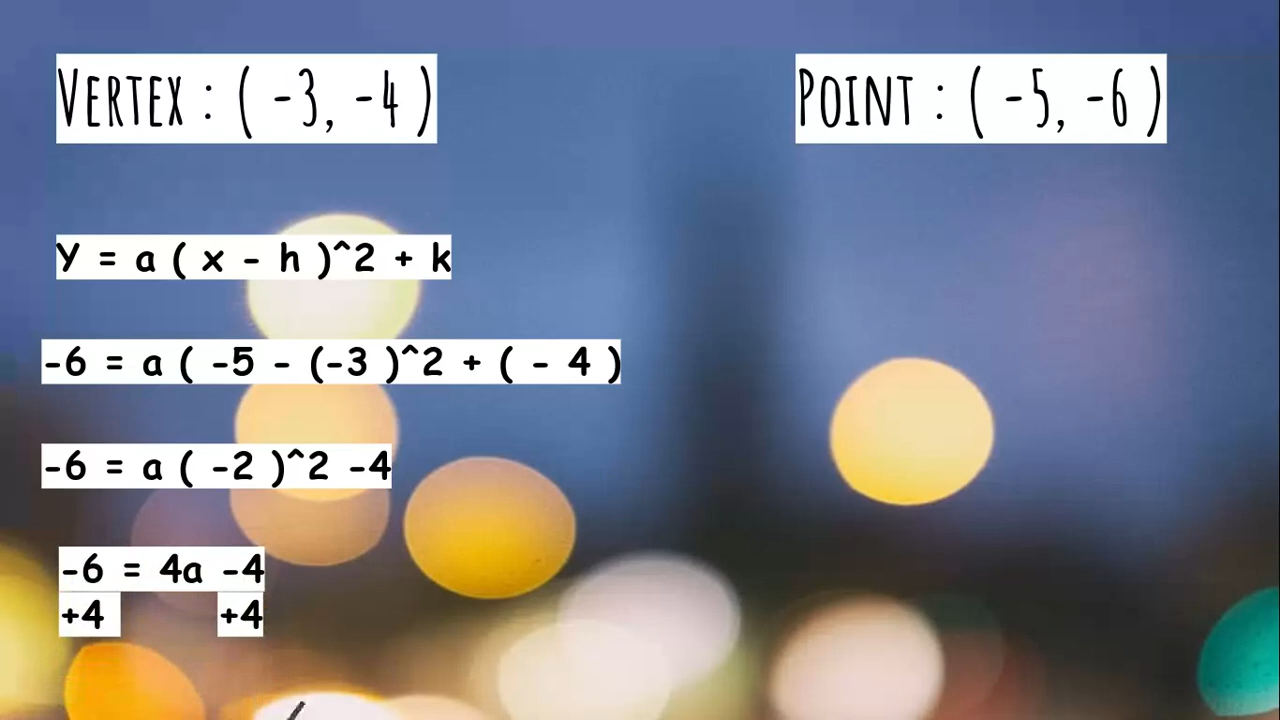 VERTEX : ( -3, -4 )
POINT : ( -5, -6 )
Y = a ( x - h )^2 + k
-6 = a ( -5 - (-3 )^2 + ( - 4 )
-6 = a ( -2 )^2 -4
-6 = 4a -4
+4 +4